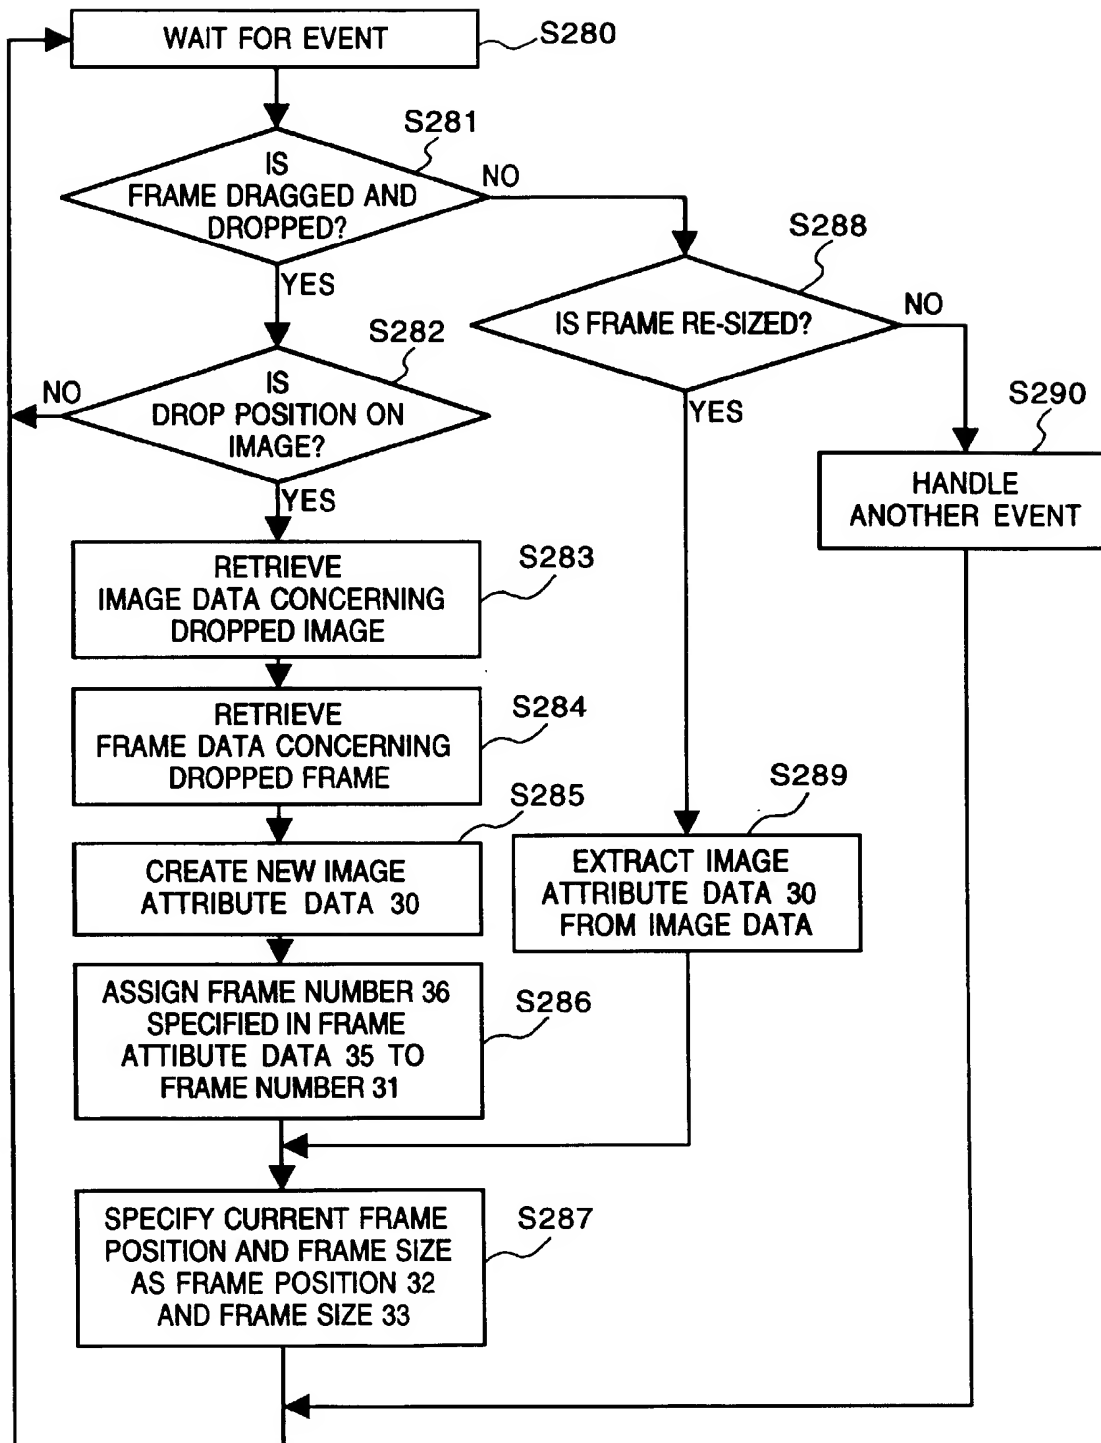 WAIT FOR EVENT
S280
S281
IS
FRAME DRAGGED AND
DROPPED?
NO
YES
S288
IS FRAME RE-SIZED?
NO
YES
S282
IS
DROP POSITION ON
IMAGE?
NO
YES
S290
HANDLE
ANOTHER EVENT
S283
RETRIEVE
IMAGE DATA CONCERNING
DROPPED IMAGE
S284
RETRIEVE
FRAME DATA CONCERNING
DROPPED FRAME
S285
CREATE NEW IMAGE
ATTRIBUTE DATA 30
S289
EXTRACT IMAGE
ATTRIBUTE DATA 30
FROM IMAGE DATA
S286
ASSIGN FRAME NUMBER 36
SPECIFIED IN FRAME
ATTIBUTE DATA 35 TO
FRAME NUMBER 31
S287
SPECIFY CURRENT FRAME
POSITION AND FRAME SIZE
AS FRAME POSITION 32
AND FRAME SIZE 33